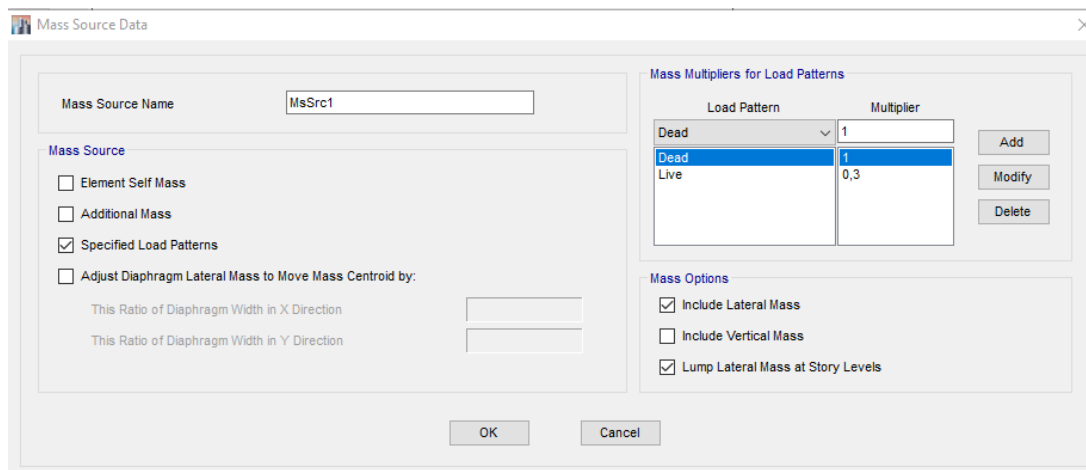 Mass Source Data
Mass Source Name MsSrc1
Mass Source
Element Self Mass
Additional Mass
Specified Load Patterns
Adjust Diaphragm Lateral Mass to Move Mass Centroid by:
This Ratio of Diaphragm Width in X Direction
This Ratio of Diaphragm Width in Y Direction
Mass Multipliers for Load Patterns
Load Pattern Multiplier
Dead 1
Dead 1
Live 0,3
Add
Modify
Delete
Mass Options
Include Lateral Mass
Include Vertical Mass
Lump Lateral Mass at Story Levels
OK Cancel